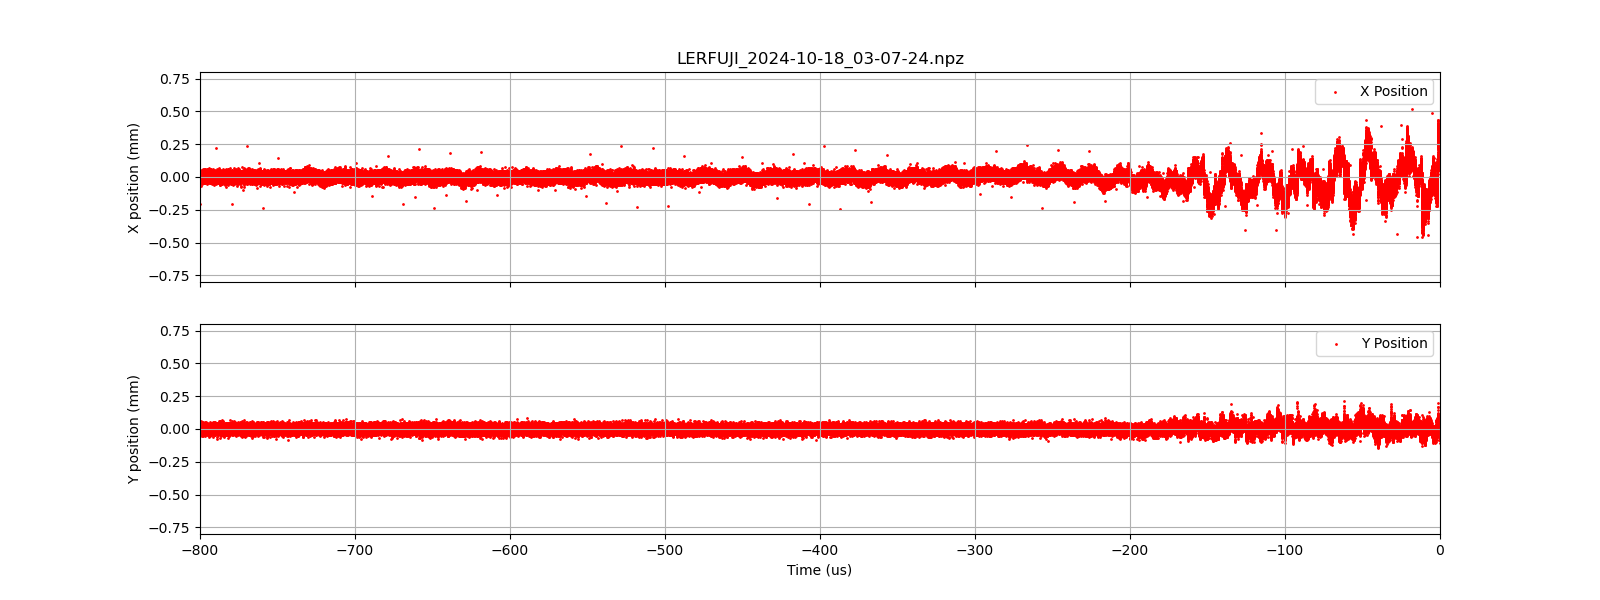 LERFUJI_2024-10-18_03-07-24.npz
X position (mm)
0.75
0.50
0.25
0.00
−0.25
−0.50
−0.75
X Position
Y position (mm)
0.75
0.50
0.25
0.00
−0.25
−0.50
−0.75
Y Position
−800 −700 −600 −500 −400 −300 −200 −100 0
Time (us)